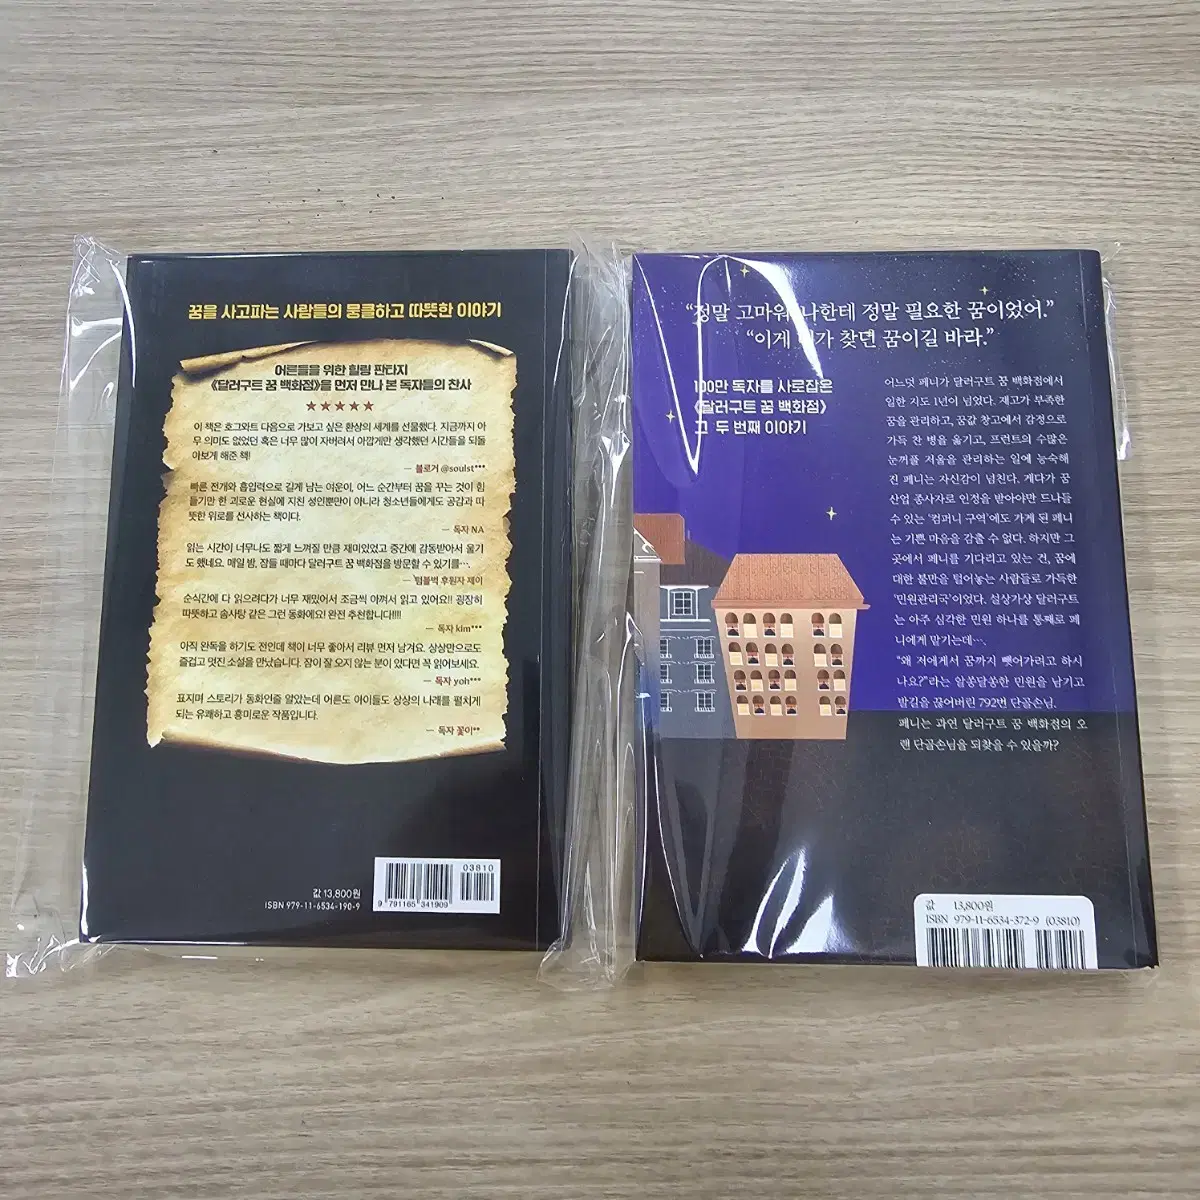 꿈을 사고파는 사람들의 뭉클하고 따뜻한 이야기
어른들을 위한 힐링 판타지
《달러구트 꿈 백화점》을 먼저 만나 본 독자들의 찬사
★★★★★
이 책은 호그와트 다음으로 가보고 싶은 환상의 세계를 선물했다. 지금까지 아
무 의미도 없었던 혹은 너무 많이 자버려서 아깝게만 생각했던 시간들을 되돌
아보게 해준 책!
— 블로거 @soulst***
빠른 전개와 흡입력으로 길게 남는 여운이, 어느 순간부터 꿈을 꾸는 것이 힘
들기만 한 괴로운 현실에 지친 성인뿐만이 아니라 청소년들에게도 공감과 따
뜻한 위로를 선사하는 책이다.
— 독자 NA
읽는 시간이 너무나도 짧게 느껴질 만큼 재미있었고 중간에 감동받아서 울기
도 했네요. 매일 밤, 잠들 때마다 달러구트 꿈 백화점을 방문할 수 있기를….
— 텀블벅 후원자 제이
순식간에 다 읽으려다가 너무 재밌어서 조금씩 아껴서 읽고 있어요!! 굉장히
따뜻하고 솜사탕 같은 그런 동화에요! 완전 추천합니다!!!!
— 독자 kim***
아직 완독을 하기도 전인데 책이 너무 좋아서 리뷰 먼저 남겨요. 상상만으로도
즐겁고 멋진 소설을 만났습니다. 잠이 잘 오지 않는 분이 있다면 꼭 읽어보세요.
— 독자 yoh***
표지며 스토리가 동화인줄 알았는데 어른도 아이들도 상상의 나래를 펼치게
되는 유쾌하고 흥미로운 작품입니다.
— 독자 꽃이**
값 13,800원
ISBN 979-11-6534-190-9
03810
9 791165 341909
“정말 고마워, 나한테 정말 필요한 꿈이었어.”
“이게 네가 찾던 꿈이길 바라.”
100만 독자를 사로잡은
《달러구트 꿈 백화점》
그 두 번째 이야기
어느덧 페니가 달러구트 꿈 백화점에서
일한 지도 1년이 넘었다. 재고가 부족한
꿈을 관리하고, 꿈값 창고에서 감정으로
가득 찬 병을 옮기고, 프런트의 수많은
눈꺼풀 저울을 관리하는 일에 능숙해
진 페니는 자신감이 넘친다. 게다가 꿈
산업 종사자로 인정을 받아야만 드나들
수 있는 ‘컴퍼니 구역’에도 가게 된 페니
는 기쁜 마음을 감출 수 없다. 하지만 그
곳에서 페니를 기다리고 있는 건, 꿈에
대한 불만을 털어놓는 사람들로 가득한
‘민원관리국’이었다. 설상가상 달러구트
는 아주 심각한 민원 하나를 통째로 페
니에게 맡기는데….
“왜 저에게서 꿈까지 뺏어가려고 하시
나요?”라는 알쏭달쏭한 민원을 남기고
발길을 끊어버린 792번 단골손님.
페니는 과연 달러구트 꿈 백화점의 오
랜 단골손님을 되찾을 수 있을까?
값 13,800원
ISBN 979-11-6534-372-9 (03810)